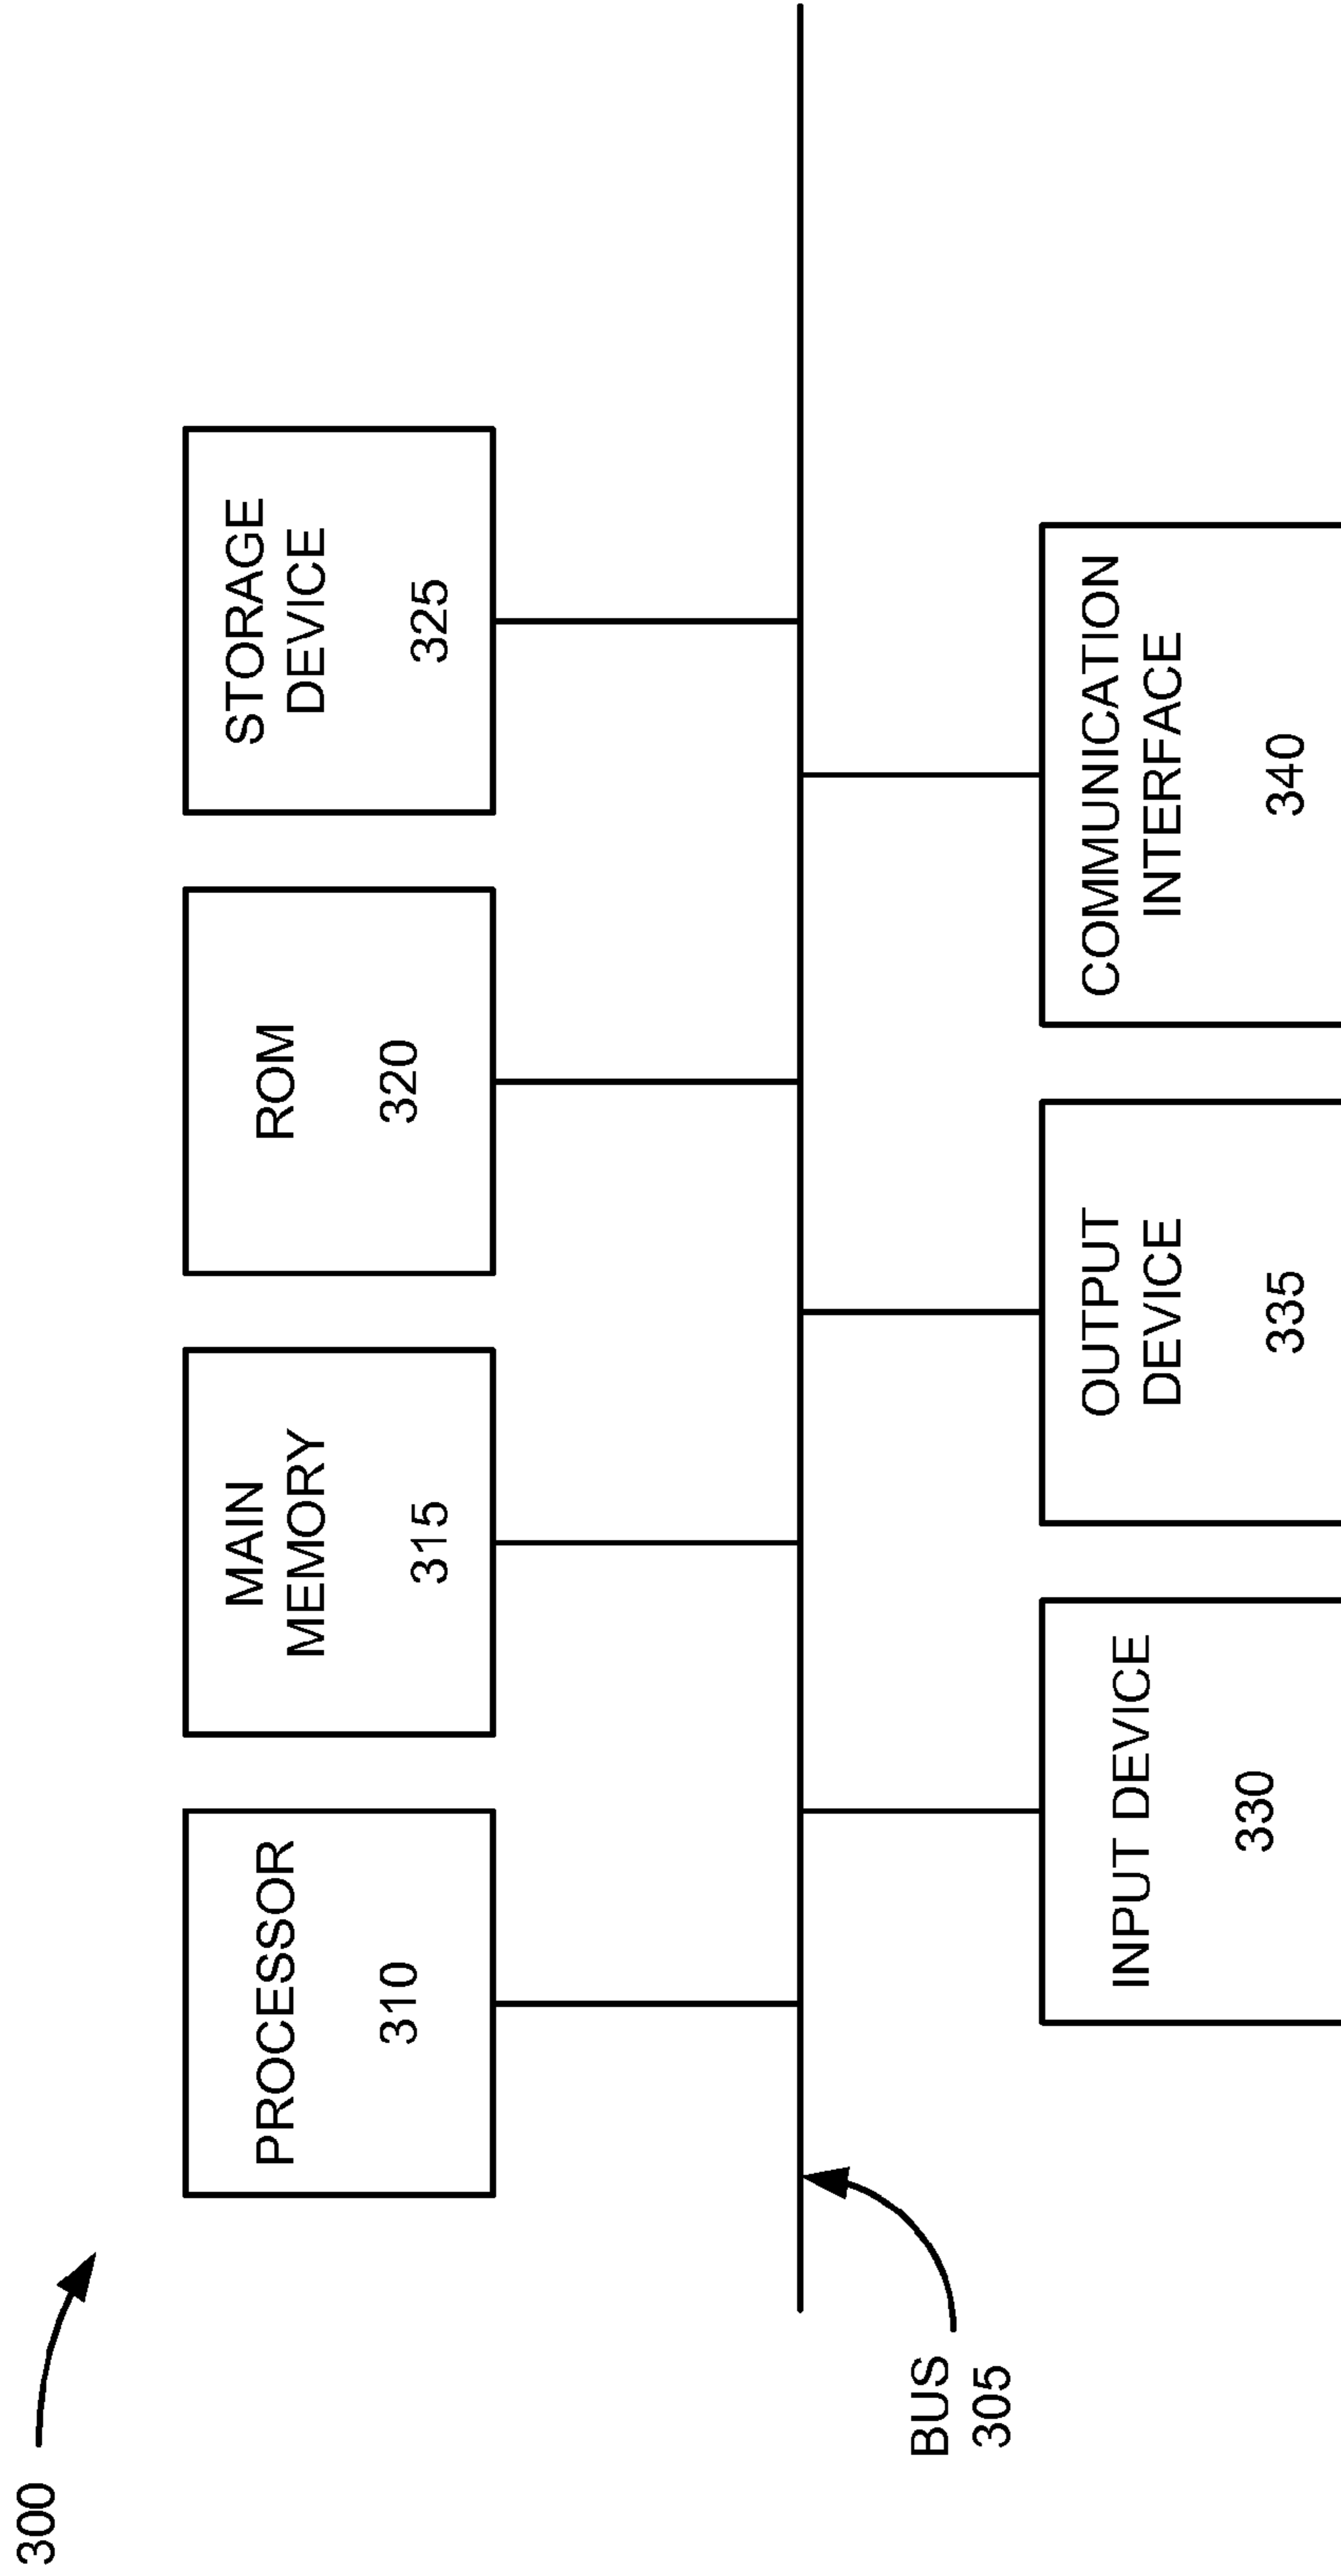 300
PROCESSOR
310
MAIN
MEMORY
315
ROM
320
STORAGE
DEVICE
325
BUS
305
INPUT DEVICE
330
OUTPUT
DEVICE
335
COMMUNICATION
INTERFACE
340